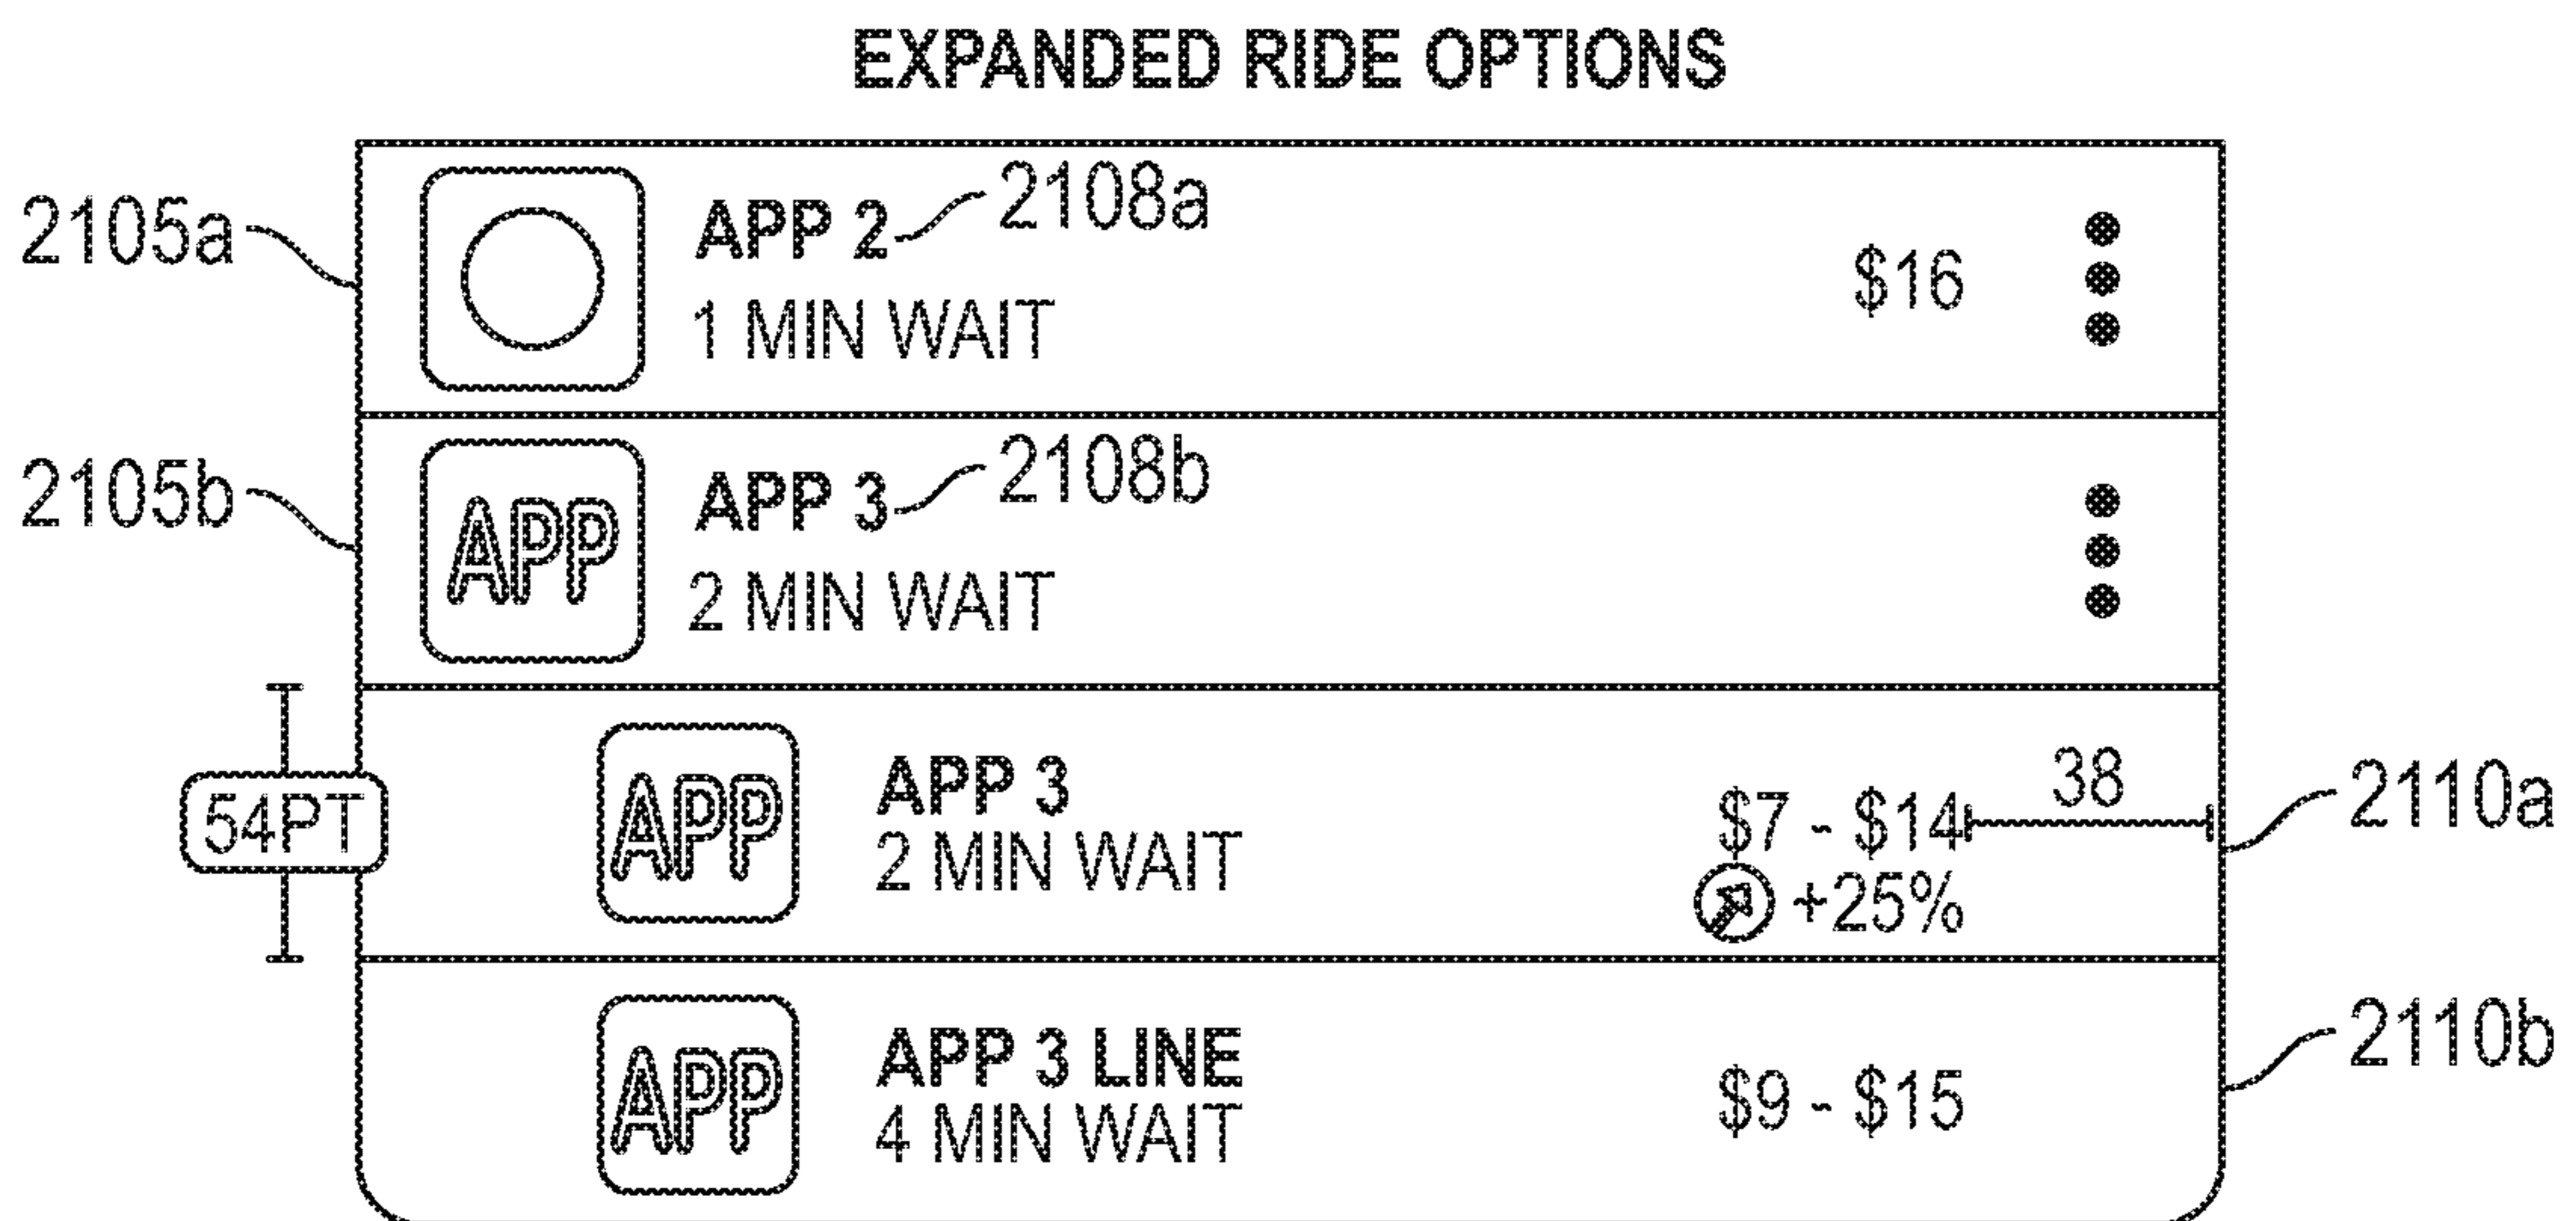 EXPANDED RIDE OPTIONS
2105a
APP 2
2108a
1 MIN WAIT
$16
2105b
APP
APP 3
2108b
2 MIN WAIT
54PT
APP
APP 3
2 MIN WAIT
$7 - $14
38
+25%
2110a
APP
APP 3 LINE
4 MIN WAIT
$9 - $15
2110b